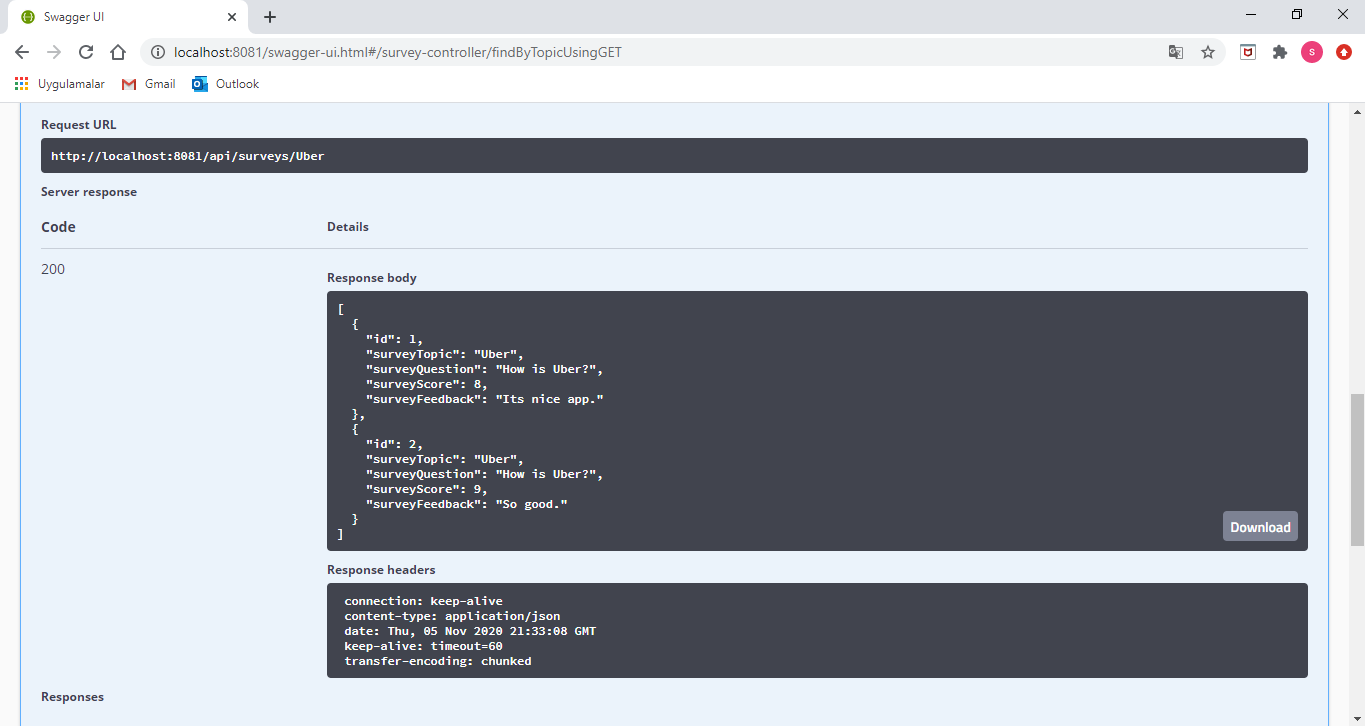 Swagger UI
localhost:8081/swagger-ui.html#/survey-controller/findByTopicUsingGET
S
Uygulamalar Gmail Outlook
Request URL
http://localhost:8081/api/surveys/Uber
Server response
Code Details
200
Response body
[
  {
    "id": 1,
    "surveyTopic": "Uber",
    "surveyQuestion": "How is Uber?",
    "surveyScore": 8,
    "surveyFeedback": "Its nice app."
  },
  {
    "id": 2,
    "surveyTopic": "Uber",
    "surveyQuestion": "How is Uber?",
    "surveyScore": 9,
    "surveyFeedback": "So good."
  }
]
Download
Response headers
connection: keep-alive
content-type: application/json
date: Thu, 05 Nov 2020 21:33:08 GMT
keep-alive: timeout=60
transfer-encoding: chunked
Responses